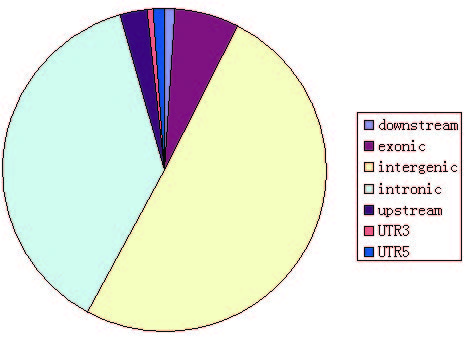 downstream
exonic
intergenic
intronic
upstream
UTR3
UTR5